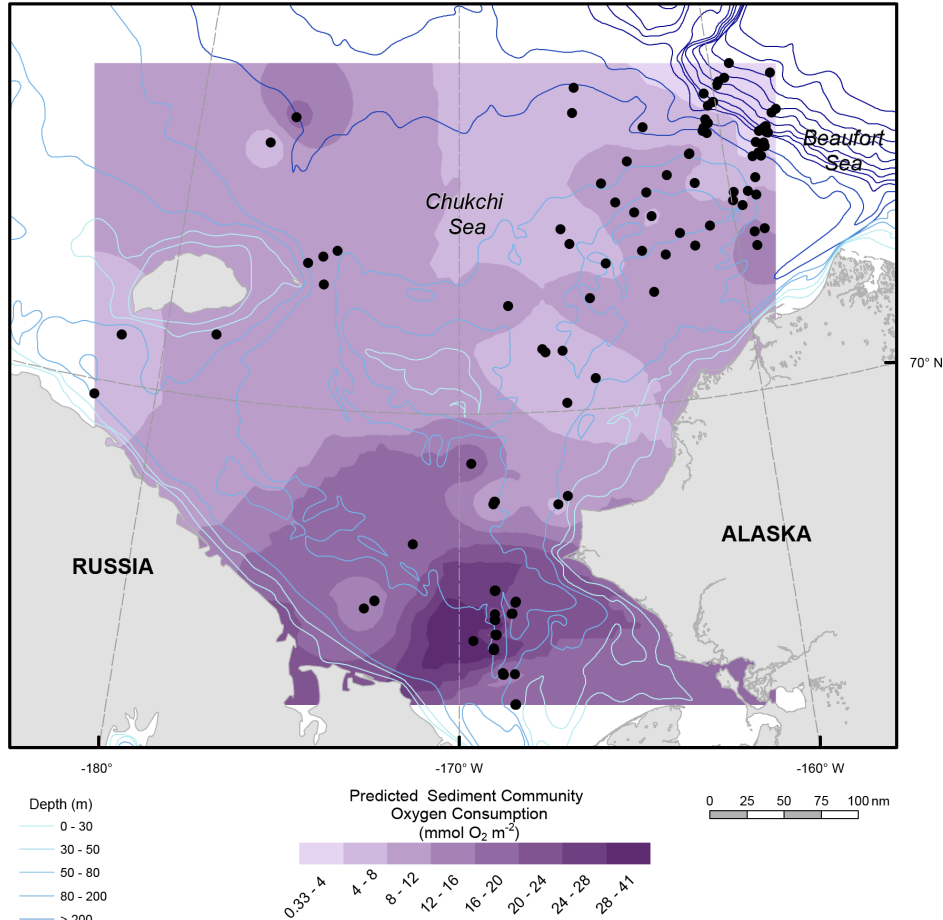 Beaufort
Sea
Chukchi
Sea
70° N
ALASKA
RUSSIA
-180°
-170° W
-160° W
Depth (m)
0 - 30
30 - 50
50 - 80
80 - 200
> 200
Predicted Sediment Community
Oxygen Consumption
(mmol O₂ m⁻²)
0.33 - 4
4 - 8
8 - 12
12 - 16
16 - 20
20 - 24
24 - 28
28 - 41
0 25 50 75 100 nm